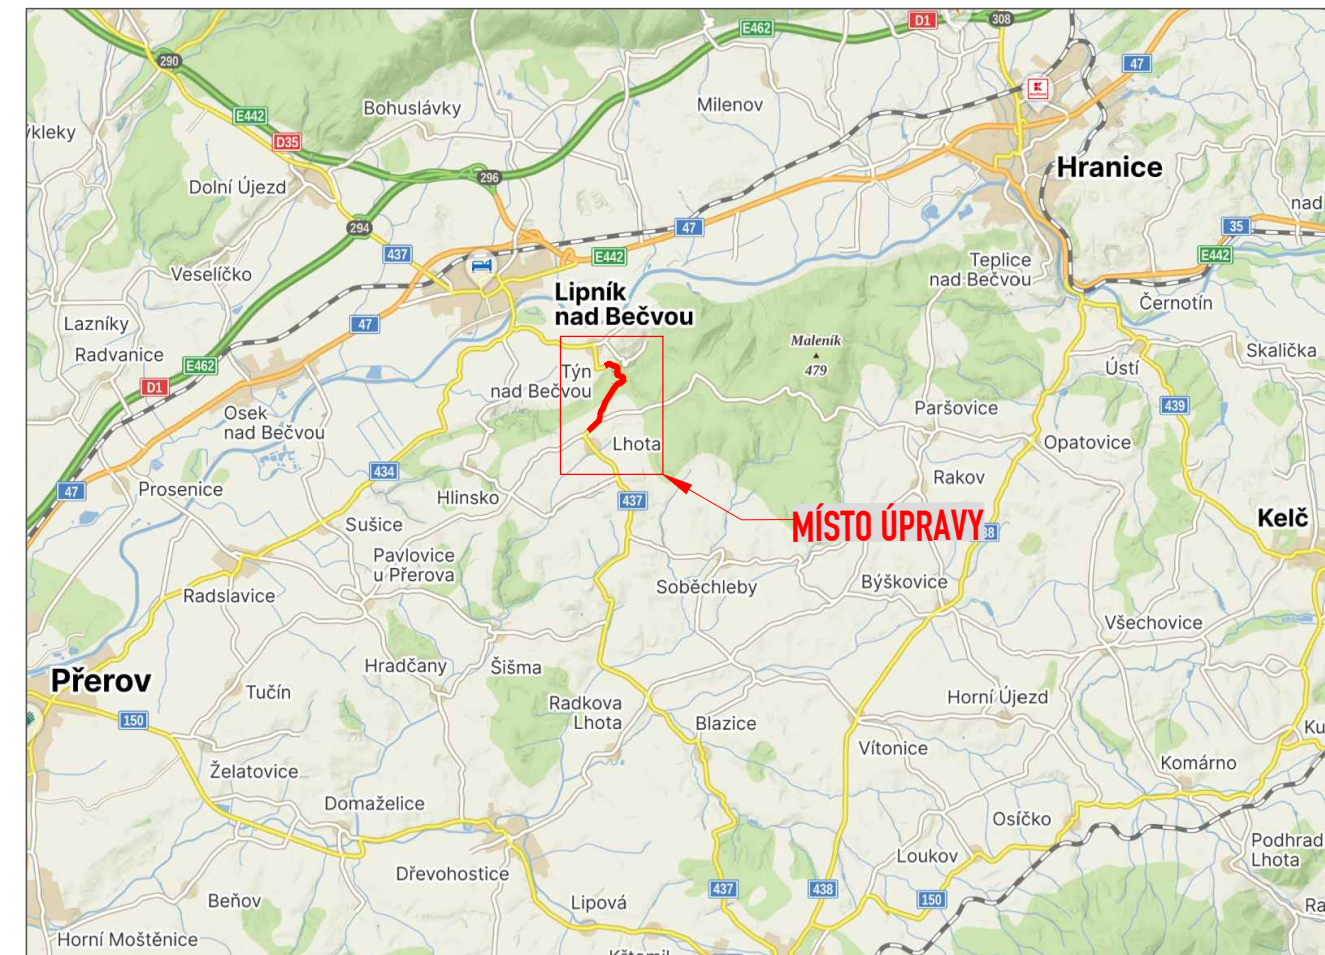 D1
308
E462
290
47
Bohuslávky
Milenov
E442
D35
Hranice
Dolní Újezd
296
nad
294
47
35
437
E442
E442
Teplice
nad Bečvou
Veselíčko
Lipník
nad Bečvou
Černotín
Lazníky
47
Maleník
479
Radvanice
E462
Skalička
D1
Týn
nad Bečvou
Ústí
Osek
nad Bečvou
Paršovice
439
Lhota
Opatovice
434
Rakov
47
Prosenice
Hlinsko
437
MÍSTO ÚPRAVY
Kelč
Sušice
Pavlovice
u Přerova
Soběchleby
Býškovice
Radslavice
Všechovice
Hradčany
Šišma
Přerov
Tučín
Radkova
Lhota
Horní Újezd
150
Blazice
Vítonice
Želatovice
Komárno
Domaželice
Osíčko
Podhrad
Lhota
Loukov
Dřevohostice
437
438
150
Beňov
Lipová
Ra
Horní Moštěnice